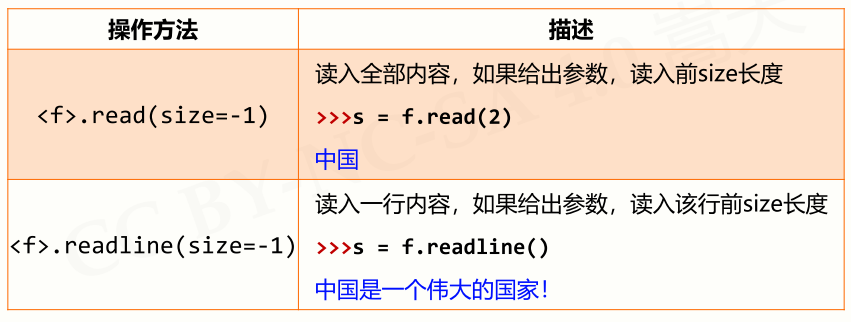 操作方法 描述
<f>.read(size=-1)
读入全部内容，如果给出参数，读入前size长度
>>>s = f.read(2)
中国
<f>.readline(size=-1)
读入一行内容，如果给出参数，读入该行前size长度
>>>s = f.readline()
中国是一个伟大的国家！
CC BY-NC-SA 4.0 嵩天